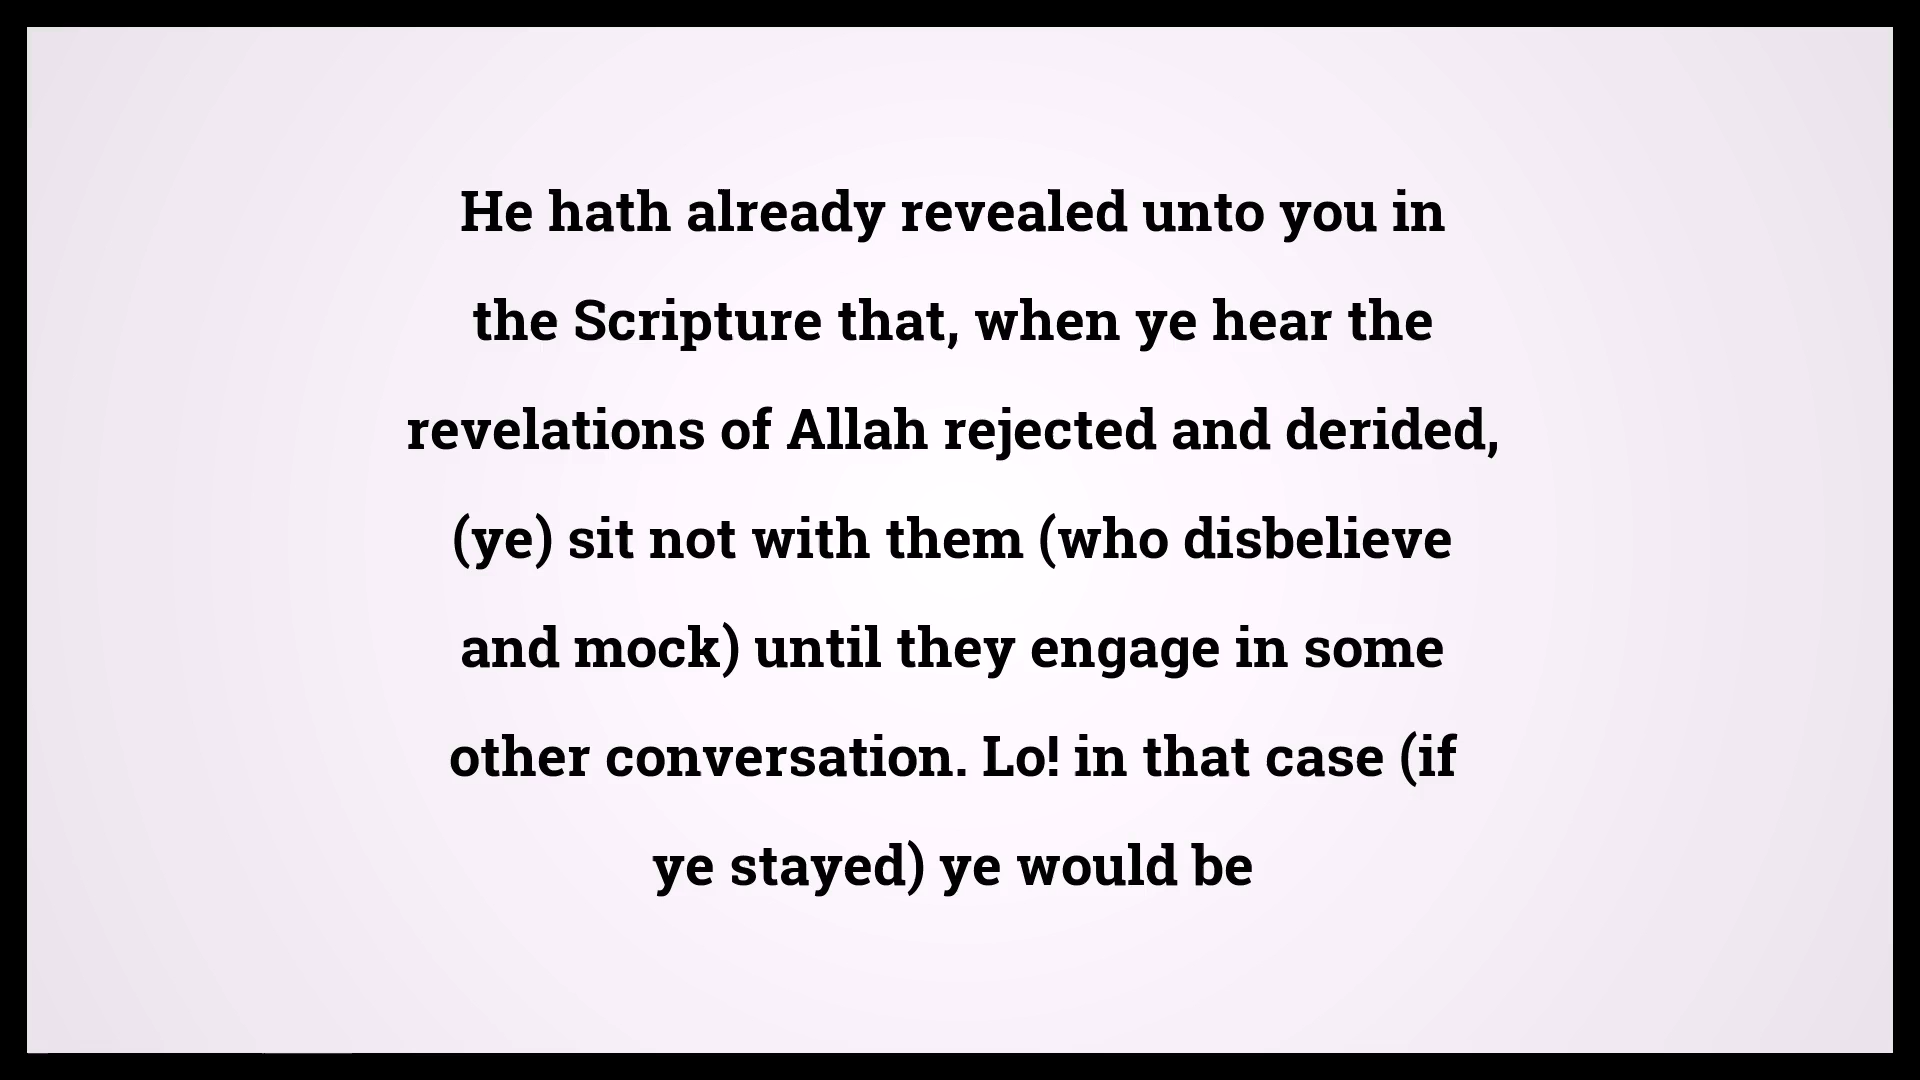 He hath already revealed unto you in
the Scripture that, when ye hear the
revelations of Allah rejected and derided,
(ye) sit not with them (who disbelieve
and mock) until they engage in some
other conversation. Lo! in that case (if
ye stayed) ye would be